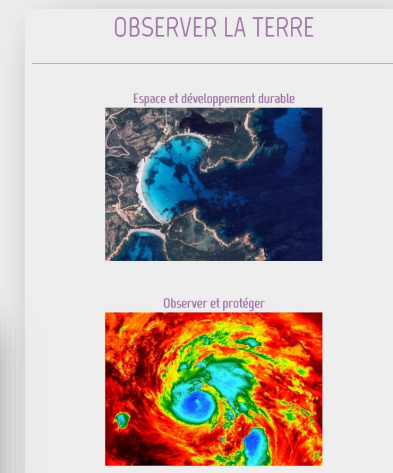 OBSERVER LA TERRE
Espace et développement durable
Observer et protéger